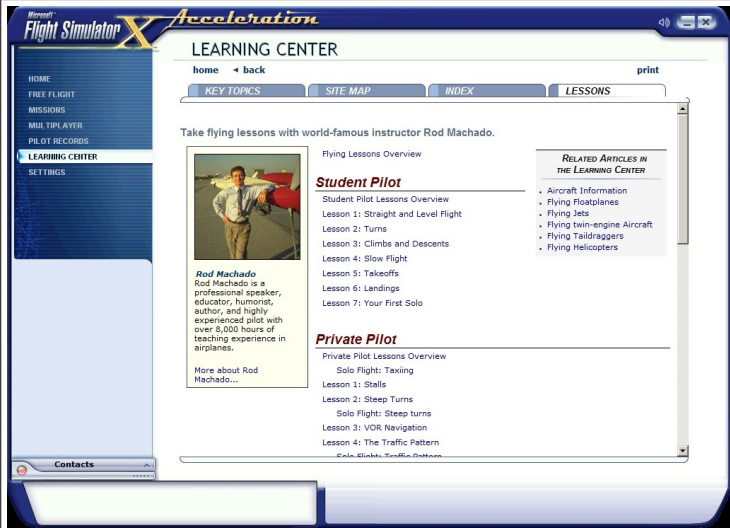 Microsoft
Flight Simulator X
Acceleration
LEARNING CENTER
home
back
print
KEY TOPICS
SITE MAP
INDEX
LESSONS
HOME
FREE FLIGHT
MISSIONS
MULTIPLAYER
PILOT RECORDS
LEARNING CENTER
SETTINGS
Take flying lessons with world-famous instructor Rod Machado.
Rod Machado
Rod Machado is a
professional speaker,
educator, humorist,
author, and highly
experienced pilot with
over 8,000 hours of
teaching experience in
airplanes.
More about Rod
Machado...
Flying Lessons Overview
Student Pilot
Student Pilot Lessons Overview
Lesson 1: Straight and Level Flight
Lesson 2: Turns
Lesson 3: Climbs and Descents
Lesson 4: Slow Flight
Lesson 5: Takeoffs
Lesson 6: Landings
Lesson 7: Your First Solo
Private Pilot
Private Pilot Lessons Overview
Solo Flight: Taxiing
Lesson 1: Stalls
Lesson 2: Steep Turns
Solo Flight: Steep turns
Lesson 3: VOR Navigation
Lesson 4: The Traffic Pattern
Solo Flight: Traffic Pattern
RELATED ARTICLES IN
THE LEARNING CENTER
Aircraft Information
Flying Floatplanes
Flying Jets
Flying twin-engine Aircraft
Flying Taildraggers
Flying Helicopters
Contacts